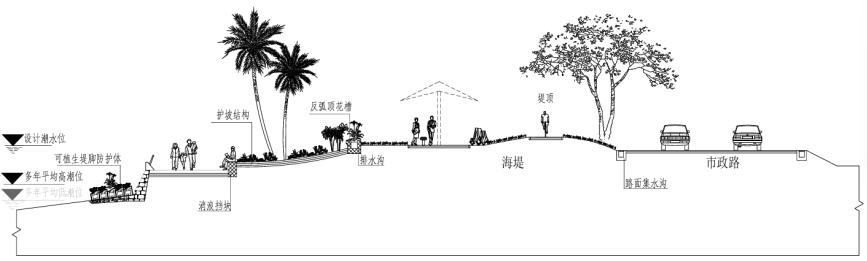 堤顶
反弧顶花槽
护坡结构
设计潮水位
可植生堤脚防护体
排水沟
海堤
市政路
多年平均高潮位
路面集水沟
多年平均低潮位
消浪挡块